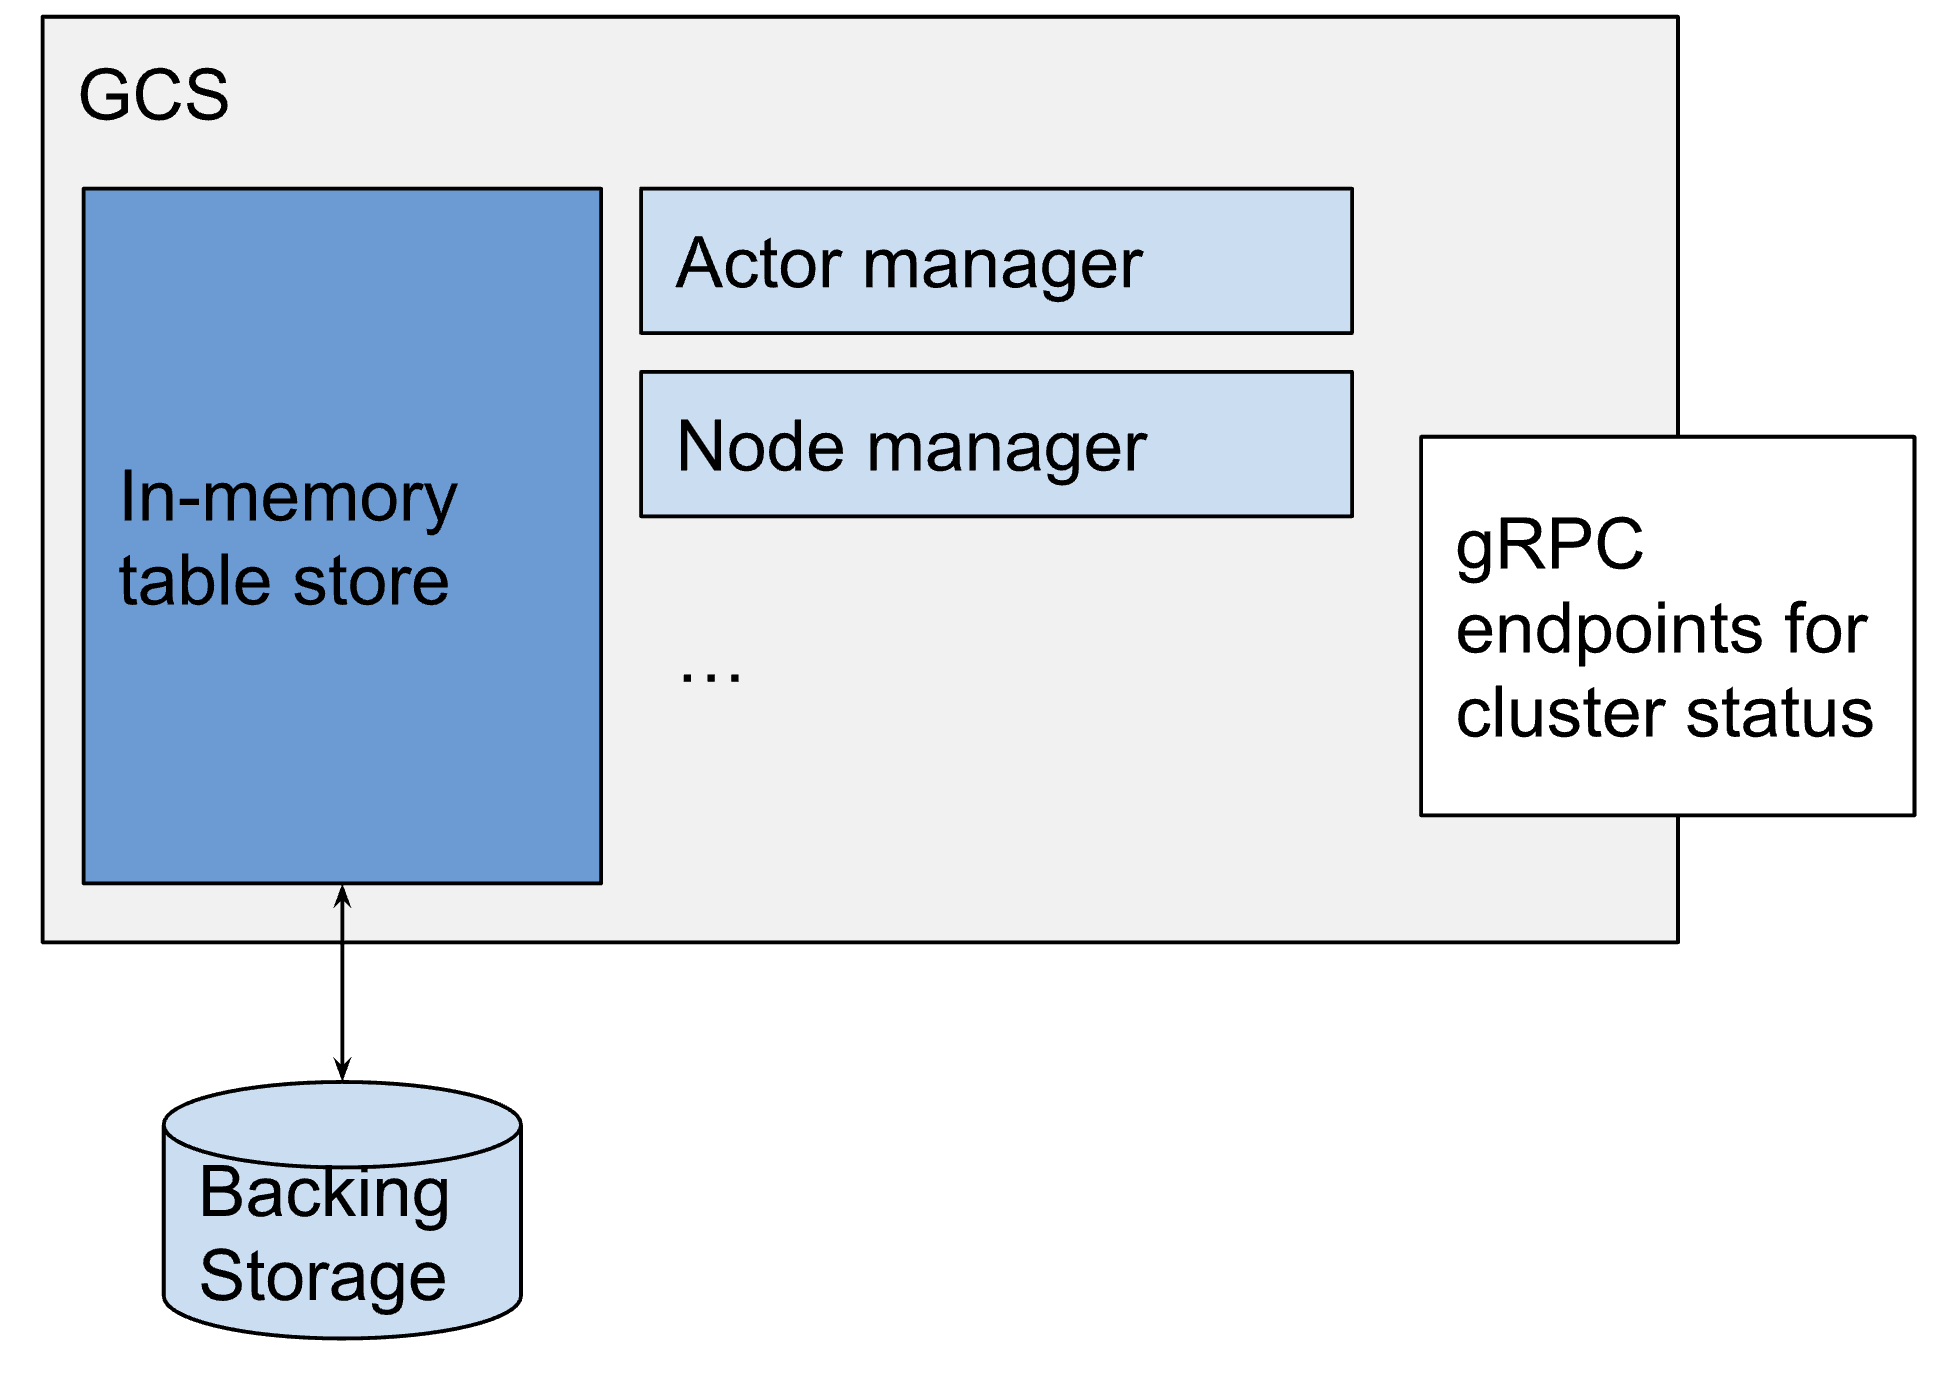 GCS
Actor manager
Node manager
In-memory
table store
…
gRPC
endpoints for
cluster status
Backing
Storage